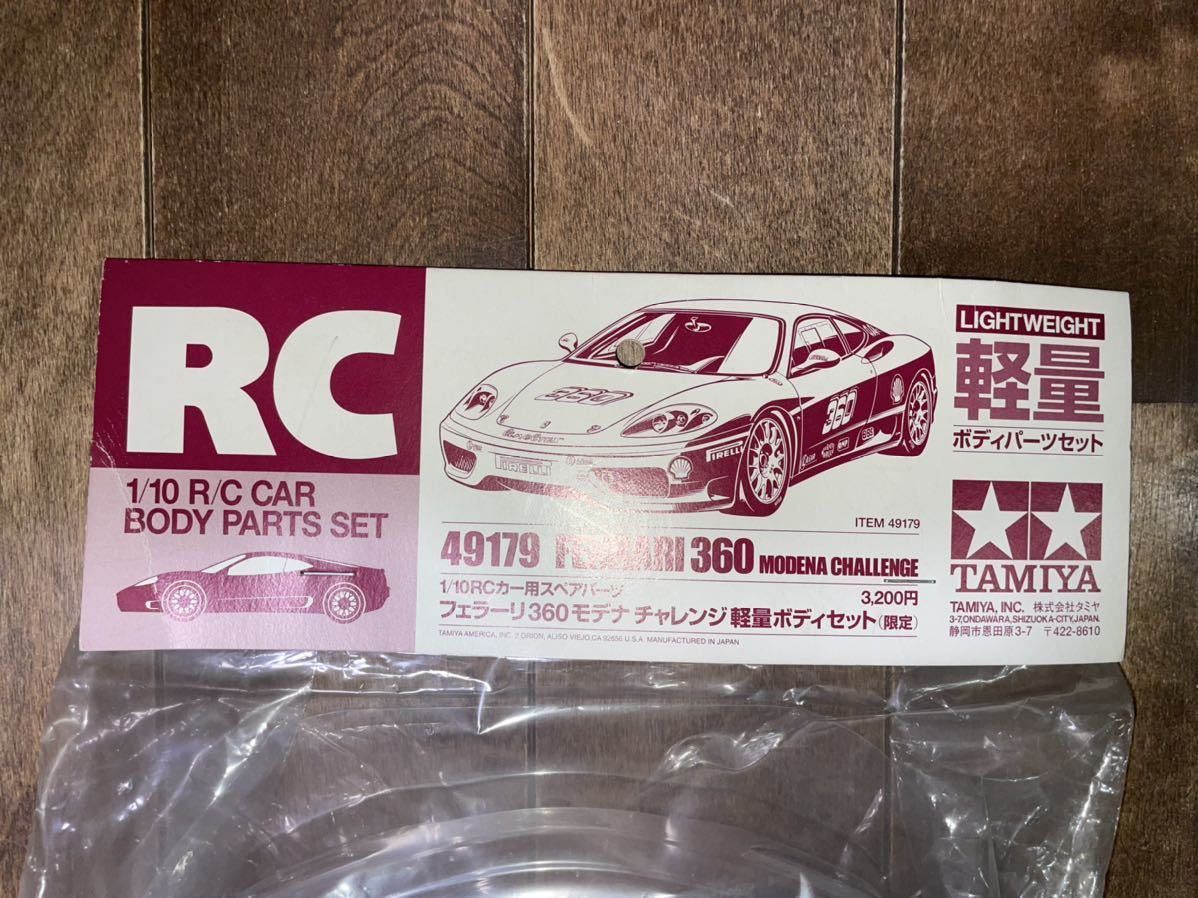 RC
1/10 R/C CAR
BODY PARTS SET
360
PIRELLI
360
PIRELLI
BBS
ITEM 49179
49179 FERRARI 360 MODENA CHALLENGE
1/10RCカー用スペアパーツ
3,200円
フェラーリ360モデナ チャレンジ 軽量ボディセット(限定)
TAMIYA AMERICA, INC. 2 ORION, ALISO VIEJO, CA 92656 U.S.A. MANUFACTURED IN JAPAN
LIGHTWEIGHT
軽量
ボディパーツセット
TAMIYA
TAMIYA, INC. 株式会社タミヤ
3-7, ONDAWARA, SHIZUOKA-CITY, JAPAN.
静岡市恩田原3-7 〒422-8610